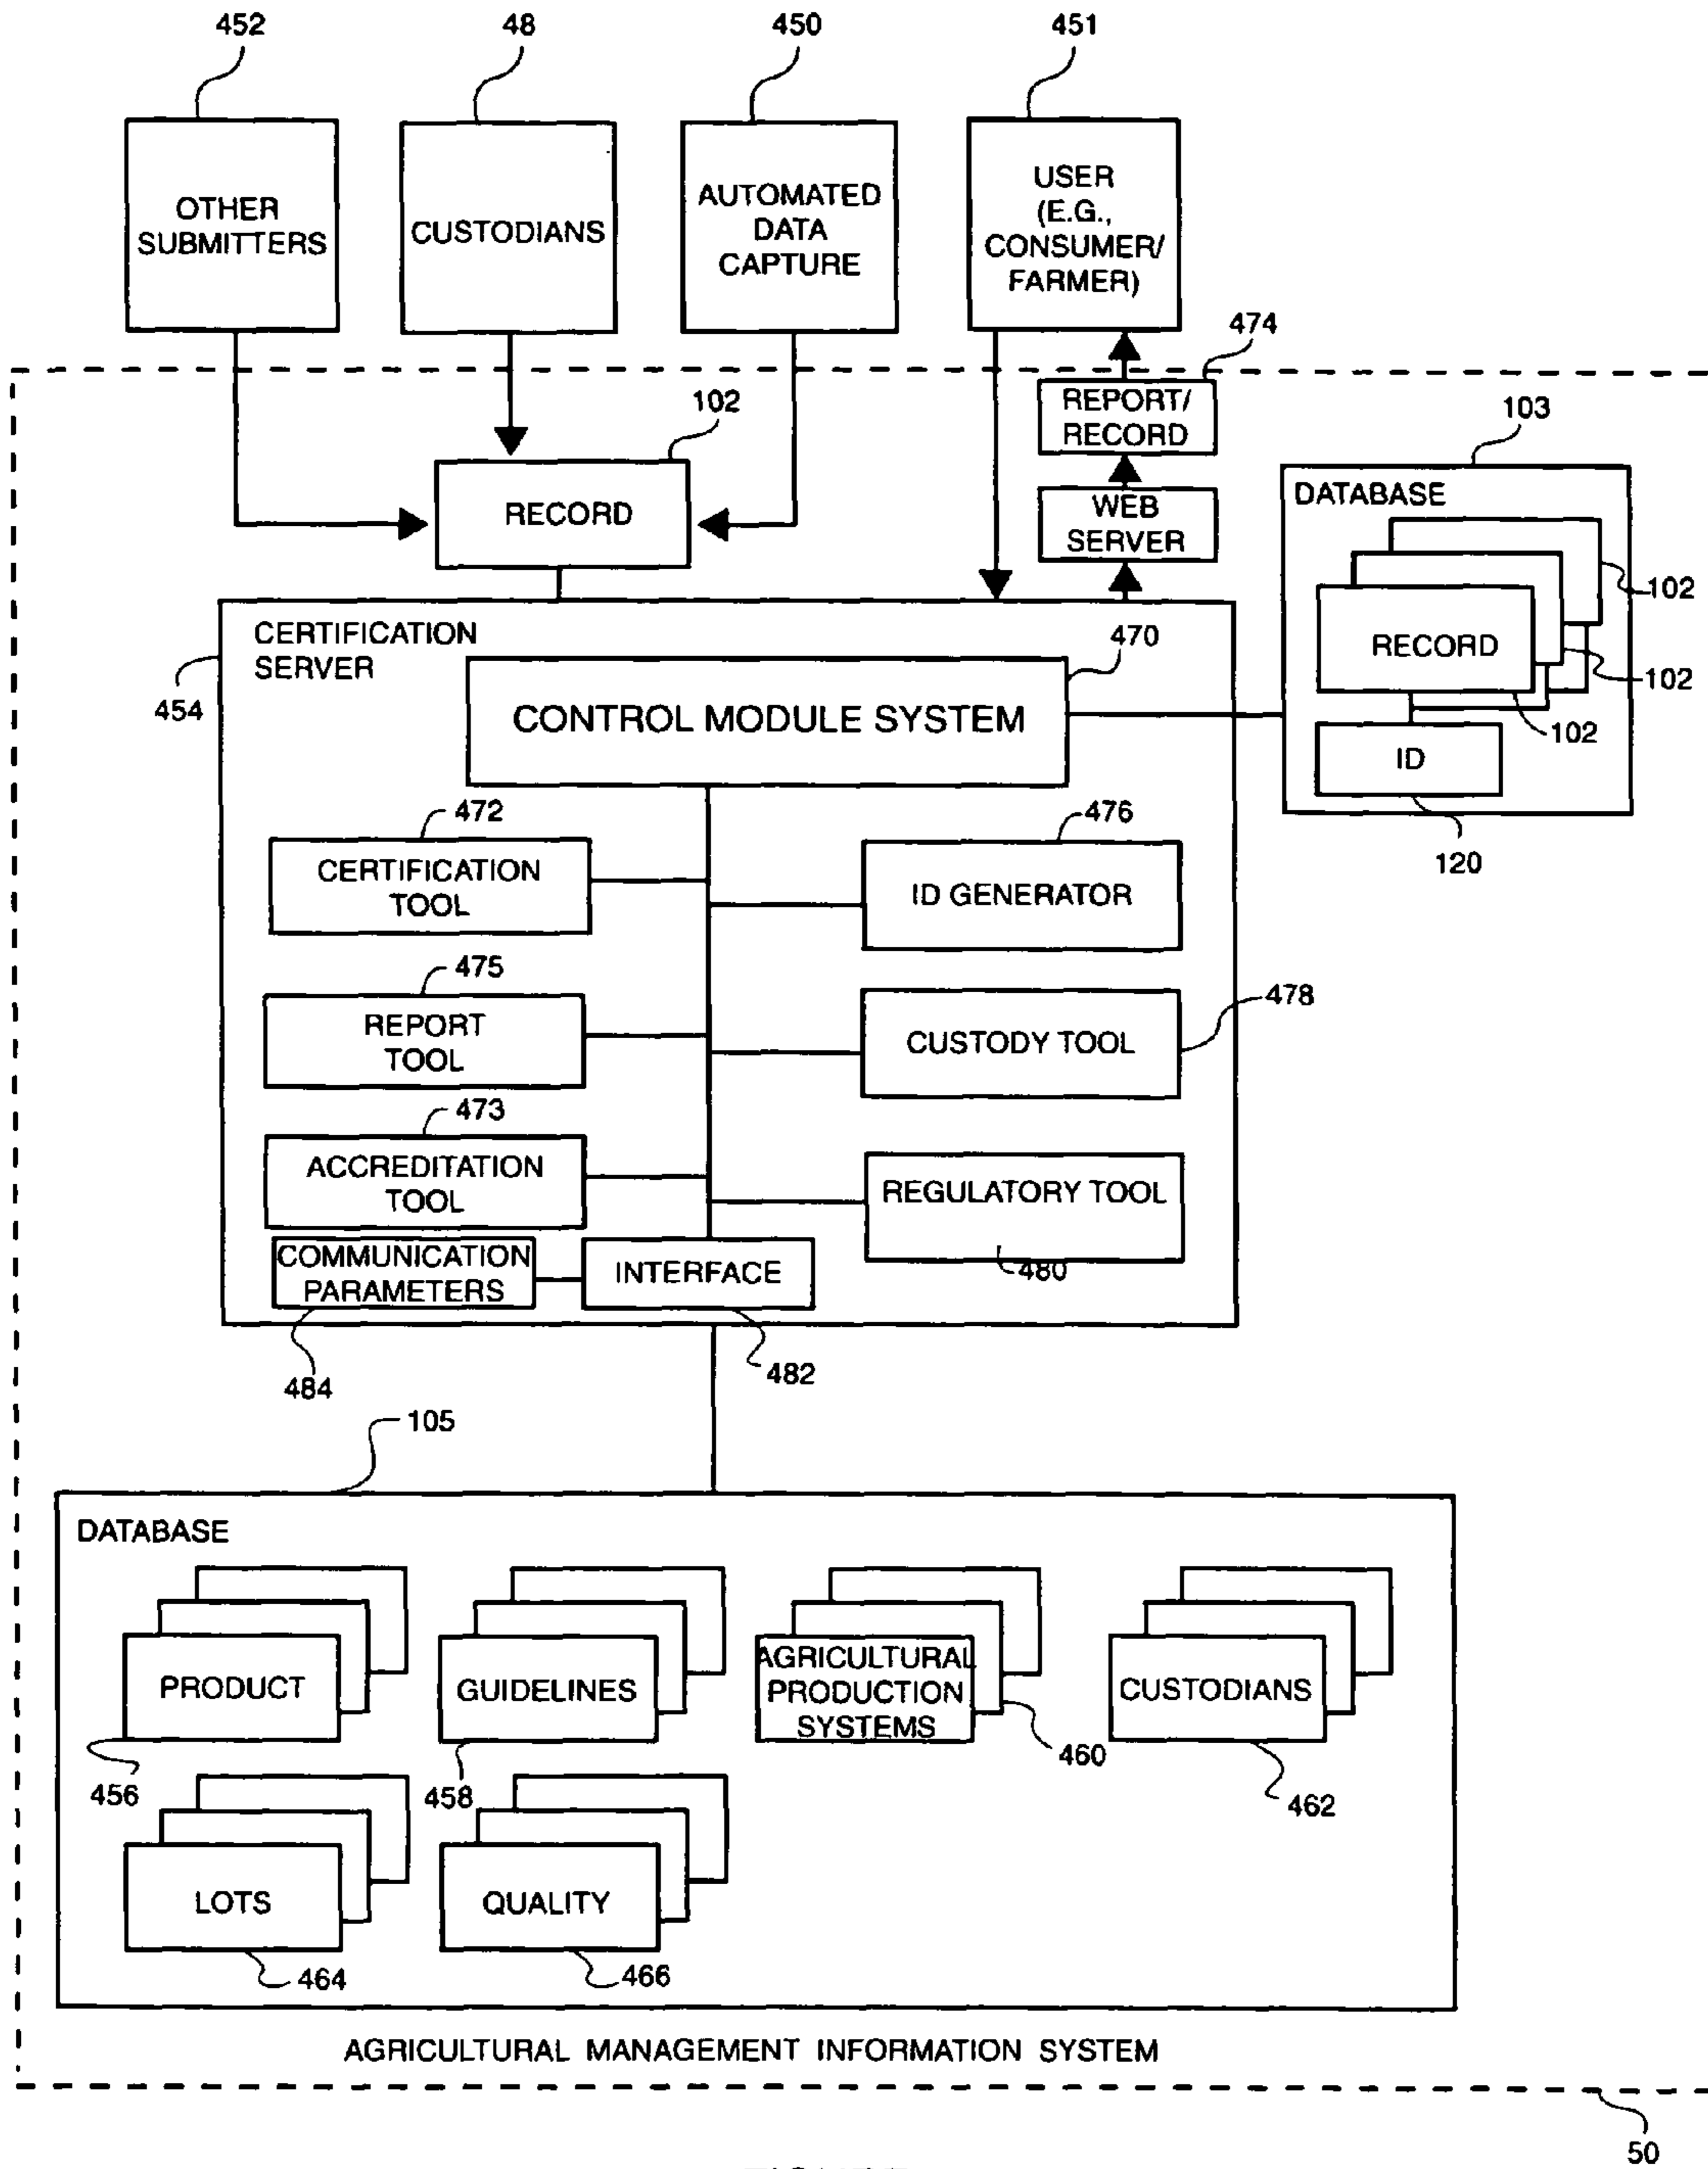 452
48
450
451
OTHER
SUBMITTERS
CUSTODIANS
AUTOMATED
DATA
CAPTURE
USER
(E.G.,
CONSUMER/
FARMER)
474
REPORT/
RECORD
102
RECORD
WEB
SERVER
103
DATABASE
102
RECORD
102
102
ID
120
CERTIFICATION
SERVER
454
470
CONTROL MODULE SYSTEM
472
CERTIFICATION
TOOL
476
ID GENERATOR
475
REPORT
TOOL
478
CUSTODY TOOL
473
ACCREDITATION
TOOL
REGULATORY TOOL
480
COMMUNICATION
PARAMETERS
INTERFACE
484
482
105
DATABASE
PRODUCT
GUIDELINES
AGRICULTURAL
PRODUCTION
SYSTEMS
CUSTODIANS
456
458
460
462
LOTS
QUALITY
464
466
AGRICULTURAL MANAGEMENT INFORMATION SYSTEM
50